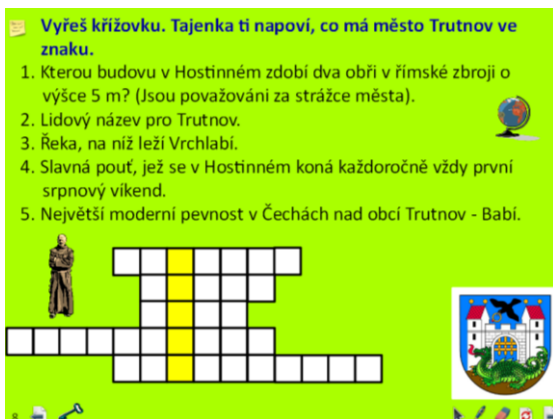 Vyřeš křížovku. Tajenka ti napoví, co má město Trutnov ve
znaku.
1. Kterou budovu v Hostinném zdobí dva obři v římské zbroji o
výšce 5 m? (Jsou považováni za strážce města).
2. Lidový název pro Trutnov.
3. Řeka, na níž leží Vrchlabí.
4. Slavná pouť, jež se v Hostinném koná každoročně vždy první
srpnový víkend.
5. Největší moderní pevnost v Čechách nad obcí Trutnov - Babí.